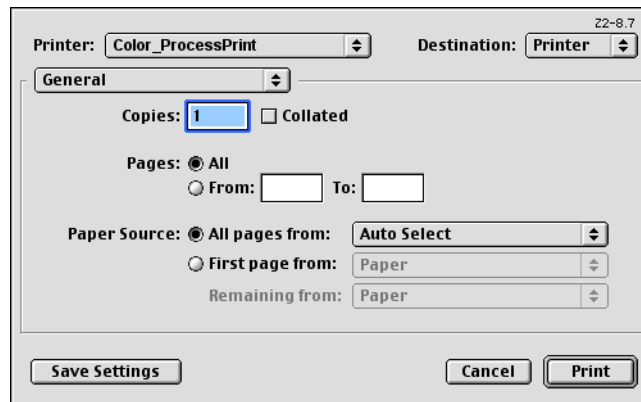 Z2-8.7
Printer: Color_ProcessPrint Destination: Printer
General
Copies: 1 Collated
Pages: All
From: To:
Paper Source: All pages from: Auto Select
First page from: Paper
Remaining from: Paper
Save Settings Cancel Print